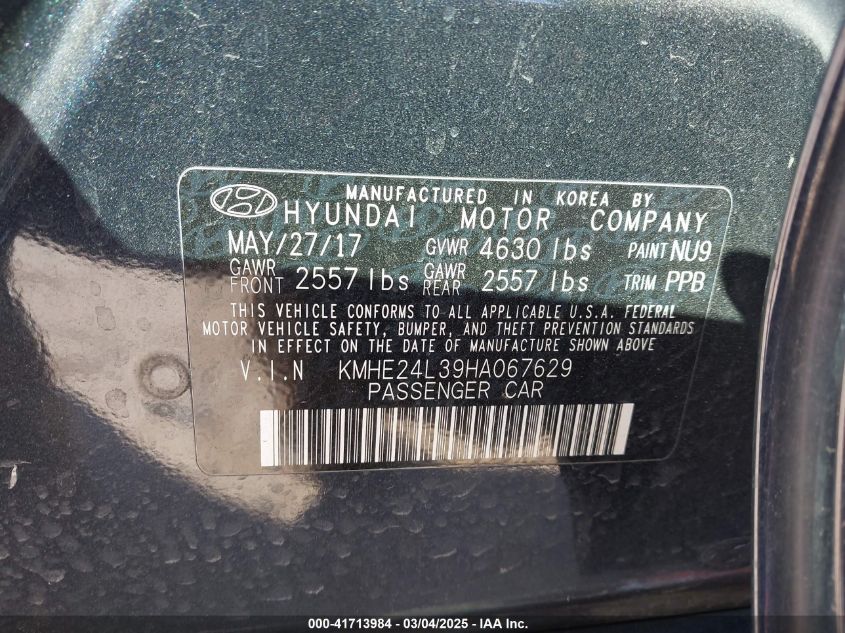 MANUFACTURED IN KOREA BY
HYUNDAI MOTOR COMPANY
MAY/27/17 GVWR 4630 lbs PAINT NU9
GAWR FRONT 2557 lbs GAWR REAR 2557 lbs TRIM PPB
THIS VEHICLE CONFORMS TO ALL APPLICABLE U.S.A. FEDERAL
MOTOR VEHICLE SAFETY, BUMPER, AND THEFT PREVENTION STANDARDS
IN EFFECT ON THE DATE OF MANUFACTURE SHOWN ABOVE
V.I.N KMHE24L39HA067629
PASSENGER CAR
000-41713984 - 03/04/2025 - IAA Inc.